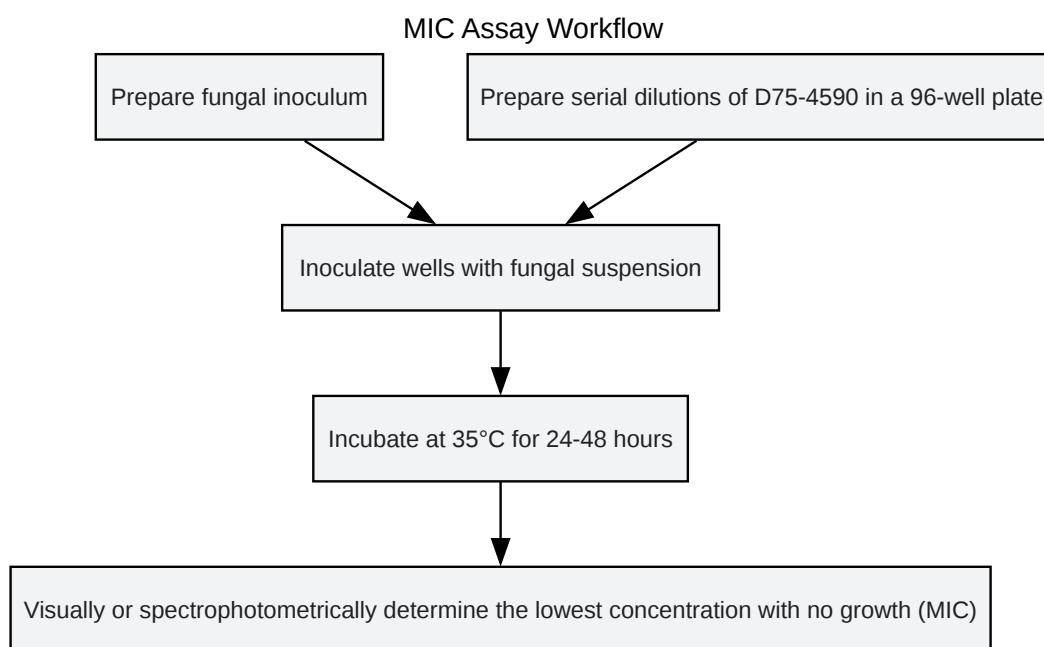 MIC Assay Workflow
Prepare fungal inoculum
Prepare serial dilutions of D75-4590 in a 96-well plate
Inoculate wells with fungal suspension
Incubate at 35°C for 24-48 hours
Visually or spectrophotometrically determine the lowest concentration with no growth (MIC)